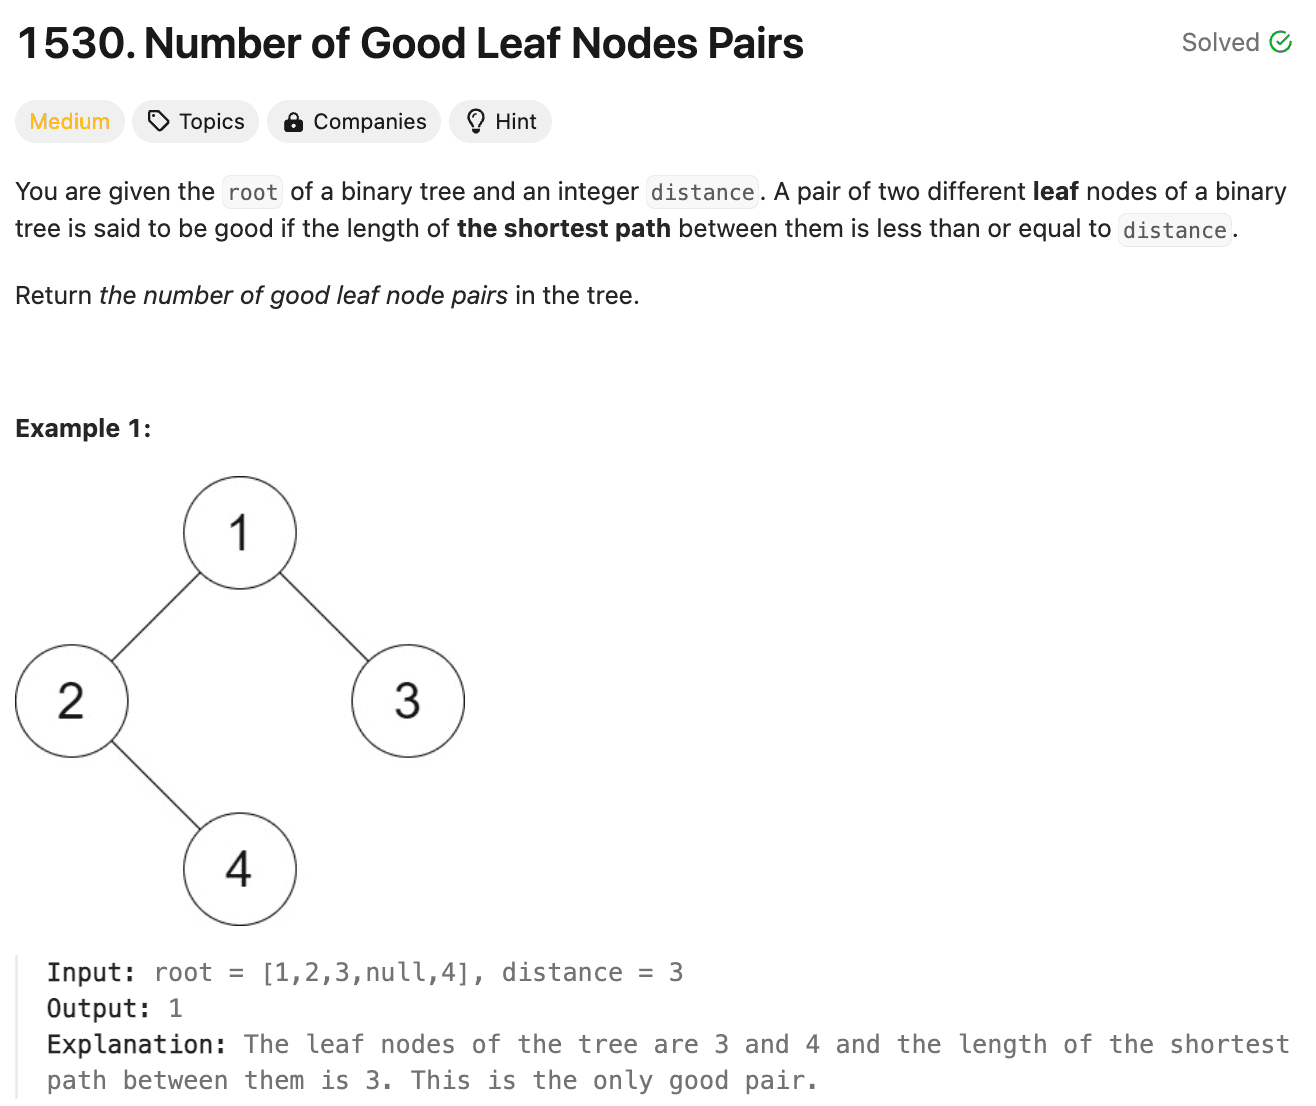 1530. Number of Good Leaf Nodes Pairs
Solved
Medium Topics Companies Hint
You are given the root of a binary tree and an integer distance. A pair of two different leaf nodes of a binary
tree is said to be good if the length of the shortest path between them is less than or equal to distance.
Return the number of good leaf node pairs in the tree.
Example 1:
1
2 3
4
Input: root = [1,2,3,null,4], distance = 3
Output: 1
Explanation: The leaf nodes of the tree are 3 and 4 and the length of the shortest
path between them is 3. This is the only good pair.